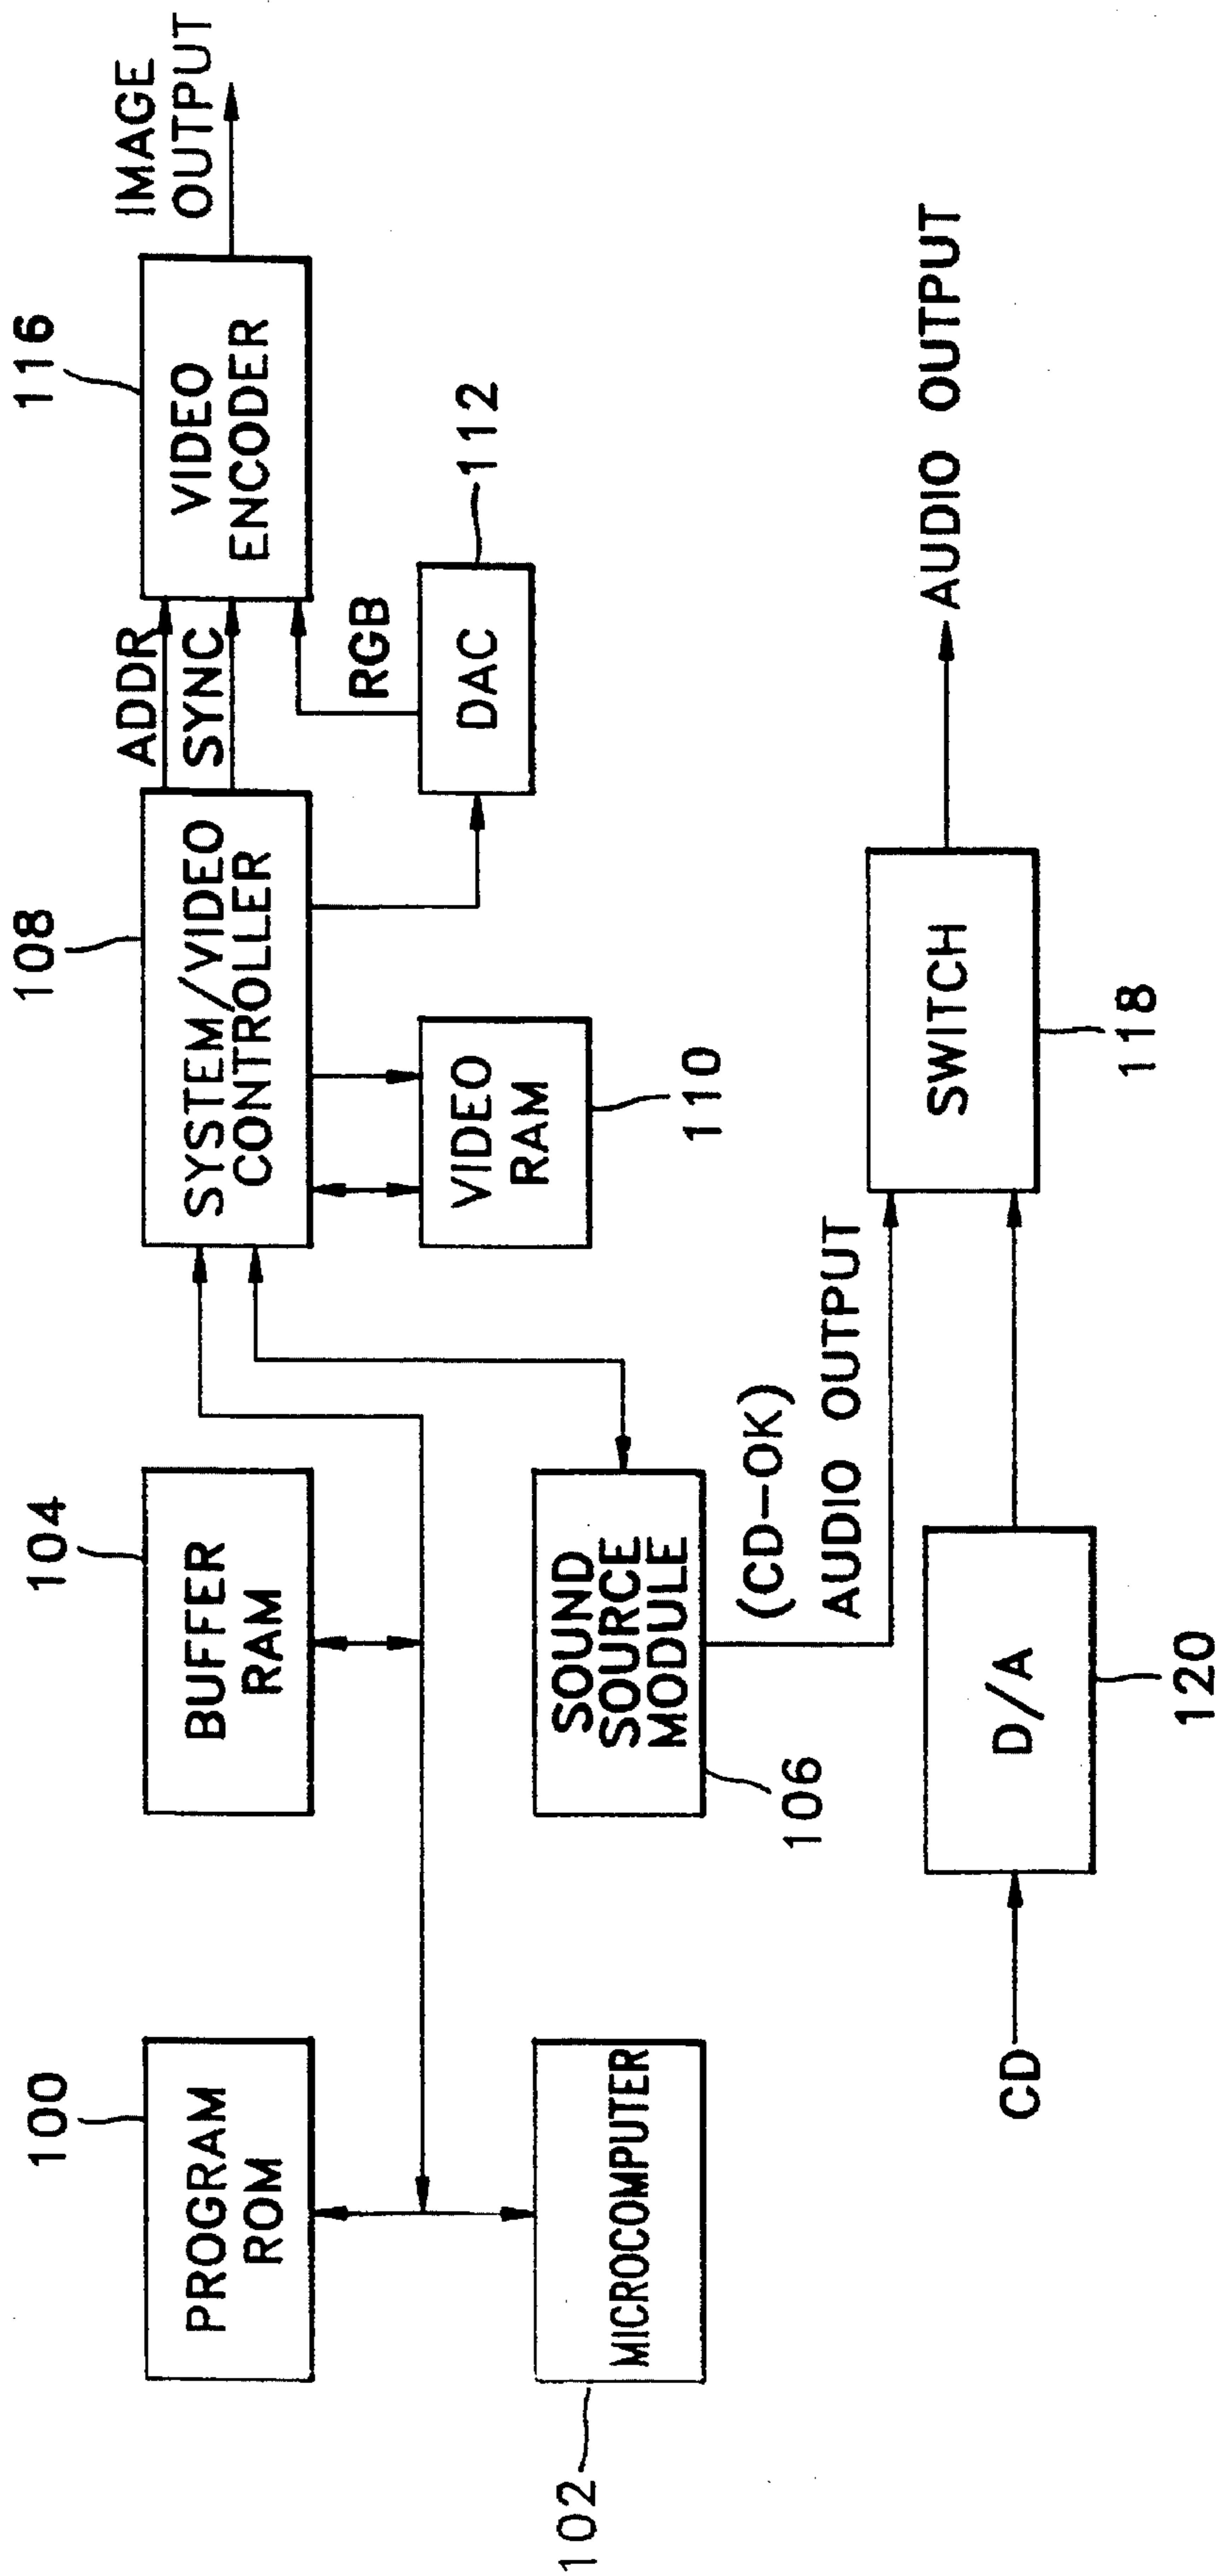 100
PROGRAM
ROM
104
BUFFER
RAM
108
SYSTEM/VIDEO
CONTROLLER
ADDR
SYNC
116
VIDEO
ENCODER
IMAGE
OUTPUT
102
MICROCOMPUTER
SOUND
SOURCE
MODULE
106
VIDEO
RAM
110
RGB
DAC
112
(CD-OK)
AUDIO OUTPUT
CD
D/A
120
SWITCH
118
AUDIO OUTPUT